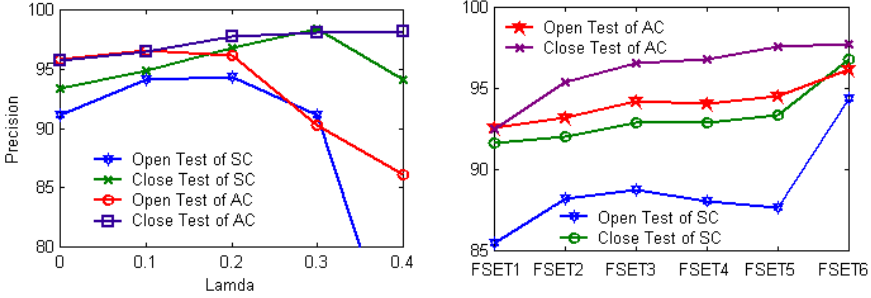 100
95
90
85
80
Precision
Open Test of SC
Close Test of SC
Open Test of AC
Close Test of AC
0 0.1 0.2 0.3 0.4
Lamda
100
95
90
85
Open Test of AC
Close Test of AC
Open Test of SC
Close Test of SC
FSET1 FSET2 FSET3 FSET4 FSET5 FSET6